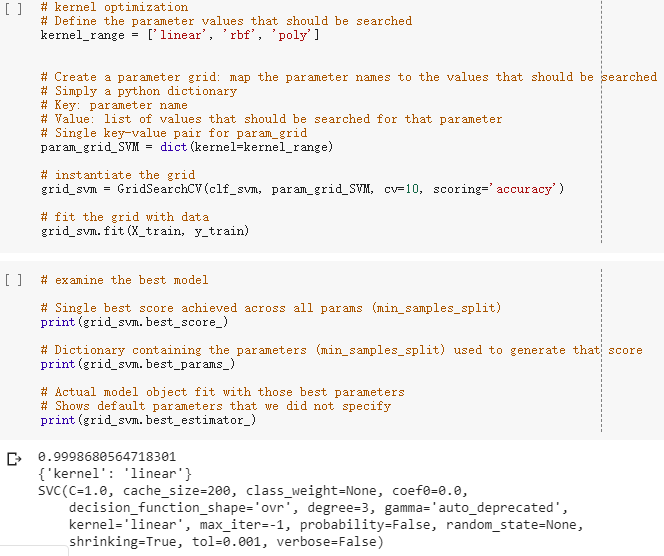 [ ] # kernel optimization
# Define the parameter values that should be searched
kernel_range = ['linear', 'rbf', 'poly']
# Create a parameter grid: map the parameter names to the values that should be searched
# Simply a python dictionary
# Key: parameter name
# Value: list of values that should be searched for that parameter
# Single key-value pair for param_grid
param_grid_SVM = dict(kernel=kernel_range)
# instantiate the grid
grid_svm = GridSearchCV(clf_svm, param_grid_SVM, cv=10, scoring='accuracy')
# fit the grid with data
grid_svm.fit(X_train, y_train)
[ ] # examine the best model
# Single best score achieved across all params (min_samples_split)
print(grid_svm.best_score_)
# Dictionary containing the parameters (min_samples_split) used to generate that score
print(grid_svm.best_params_)
# Actual model object fit with those best parameters
# Shows default parameters that we did not specify
print(grid_svm.best_estimator_)
0.9998680564718301
{'kernel': 'linear'}
SVC(C=1.0, cache_size=200, class_weight=None, coef0=0.0,
decision_function_shape='ovr', degree=3, gamma='auto_deprecated',
kernel='linear', max_iter=-1, probability=False, random_state=None,
shrinking=True, tol=0.001, verbose=False)